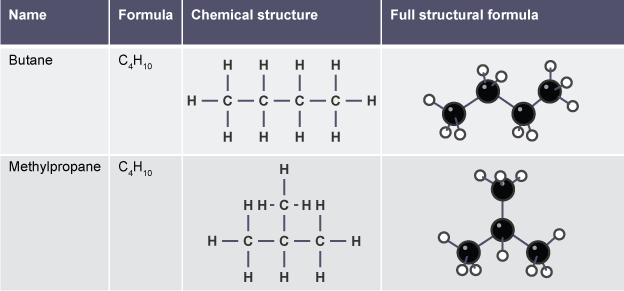 Name Formula Chemical structure Full structural formula
Butane C₄H₁₀
H H H H
H C C C C H
H H H H
Methylpropane C₄H₁₀
H
H H - C - H H
H C C C H
H H H